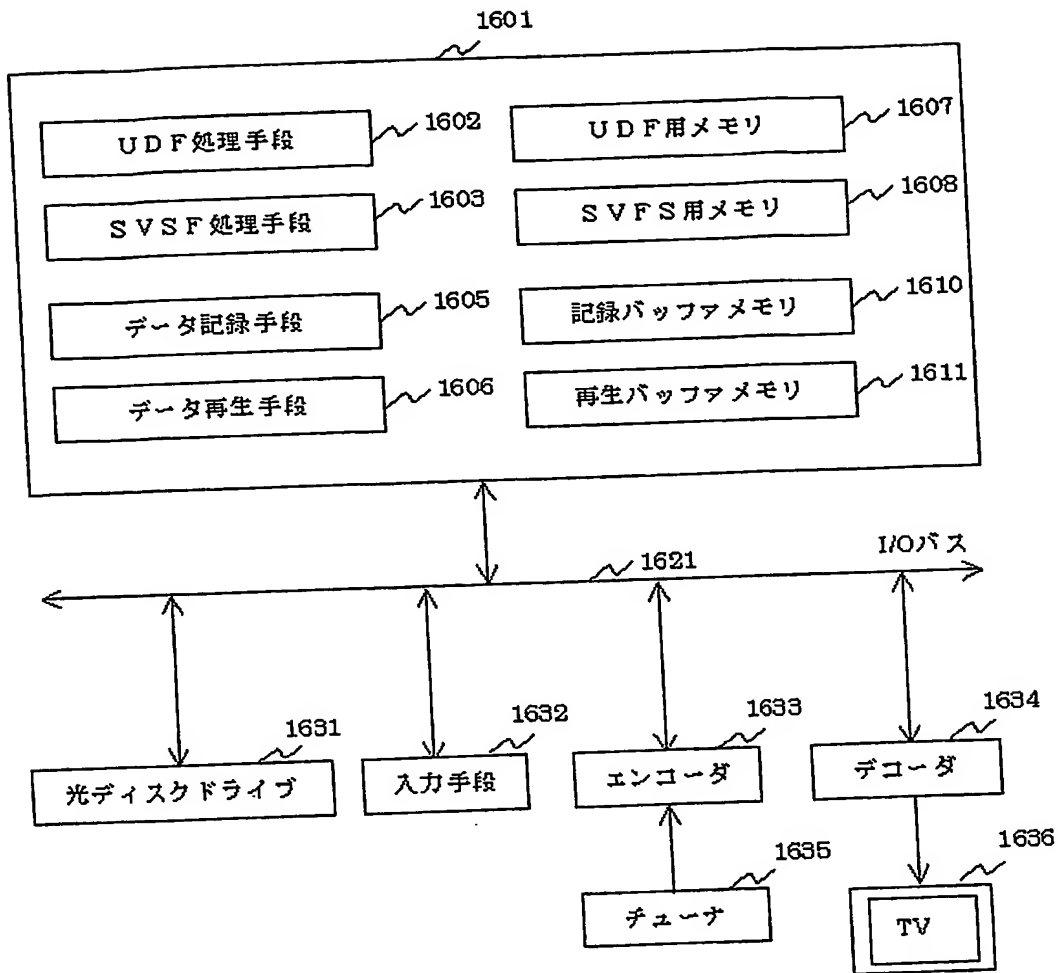 1601
UDF処理手段
1602
UDF用メモリ
1607
SVSF処理手段
1603
SVFS用メモリ
1608
データ記録手段
1605
記録バッファメモリ
1610
データ再生手段
1606
再生バッファメモリ
1611
1621
I/Oバス
1631
1632
1633
1634
光ディスクドライブ
入力手段
エンコーダ
デコーダ
1635
1636
チューナ
TV